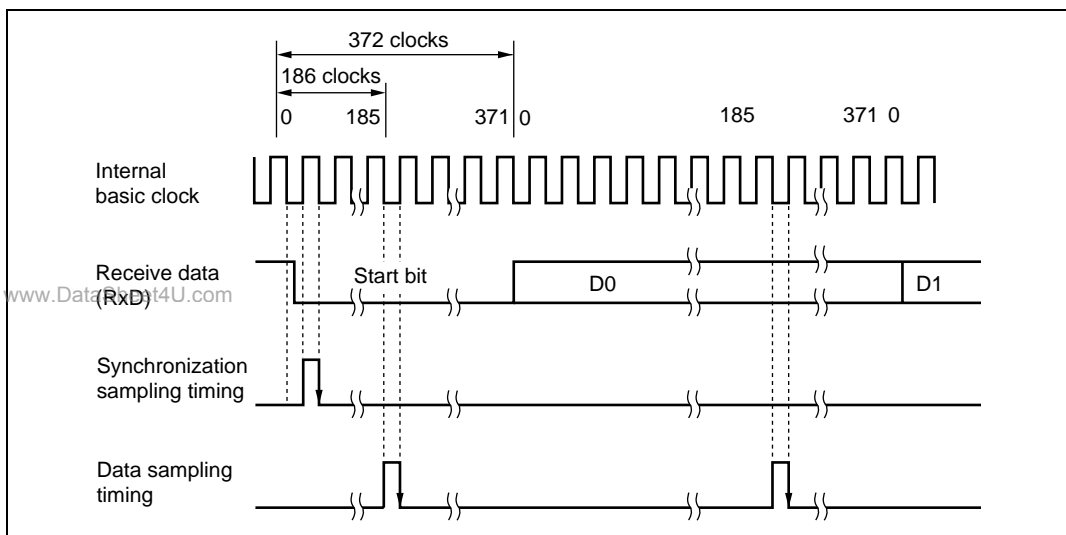 372 clocks
186 clocks
0 185 371 0 185 371 0
Internal
basic clock
Receive data
(RxD)
Start bit
D0
D1
www.DataSheet4U.com
Synchronization
sampling timing
Data sampling
timing